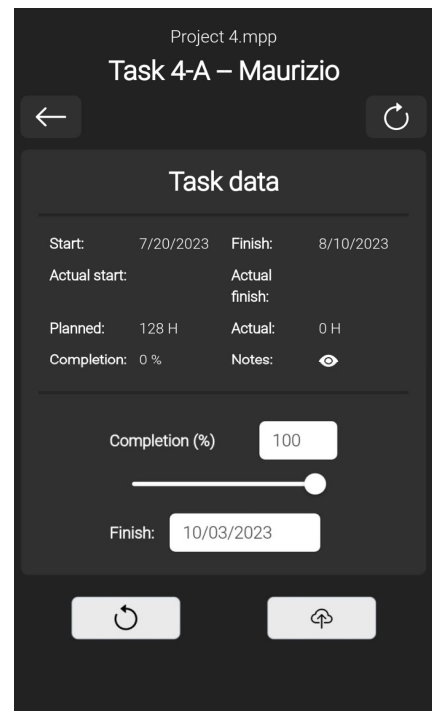 Project 4.mpp
Task 4-A – Maurizio
Task data
Start: 7/20/2023 Finish: 8/10/2023
Actual start: Actual finish:
Planned: 128 H Actual: 0 H
Completion: 0 % Notes:
Completion (%) 100
Finish: 10/03/2023